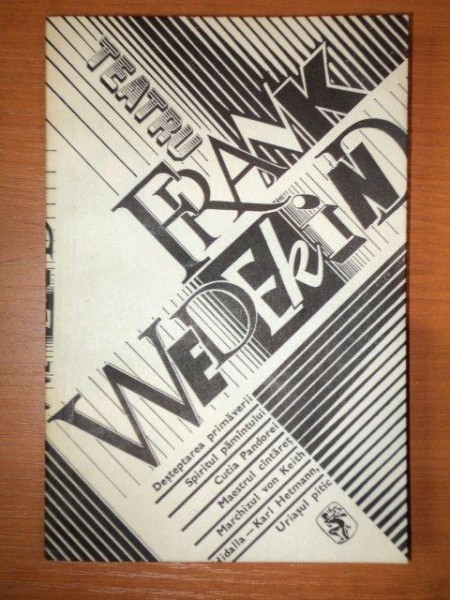 TEATRU
FRANK
WEDEKIND
Deșteptarea primăverii
Spiritul pămîntului
Cutia Pandorei
Maestrul cîntăreț
Marchizul von Keith
Hidalla – Karl Hetmann,
Uriașul pitic